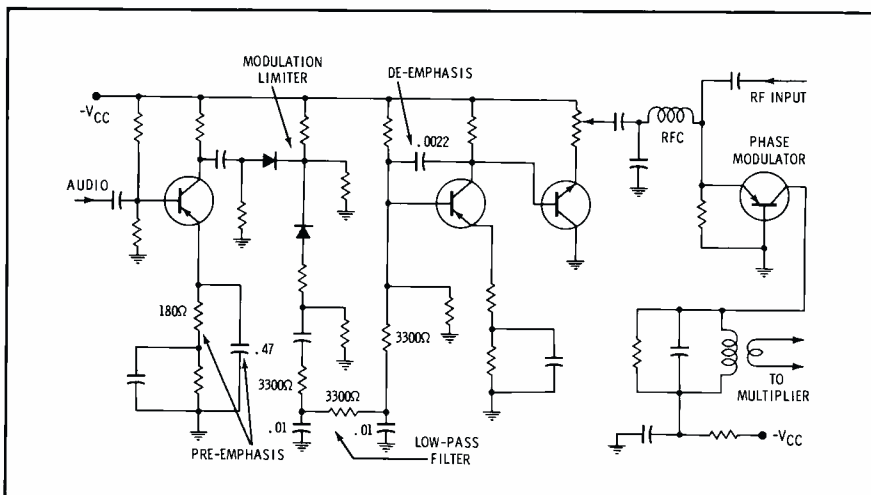 MODULATION
LIMITER
DE-EMPHASIS
-VCC
.0022
RFC
RF INPUT
PHASE
MODULATOR
AUDIO
180Ω
.47
3300Ω
3300Ω
3300Ω
.01
.01
PRE-EMPHASIS
LOW-PASS
FILTER
TO
MULTIPLIER
-VCC